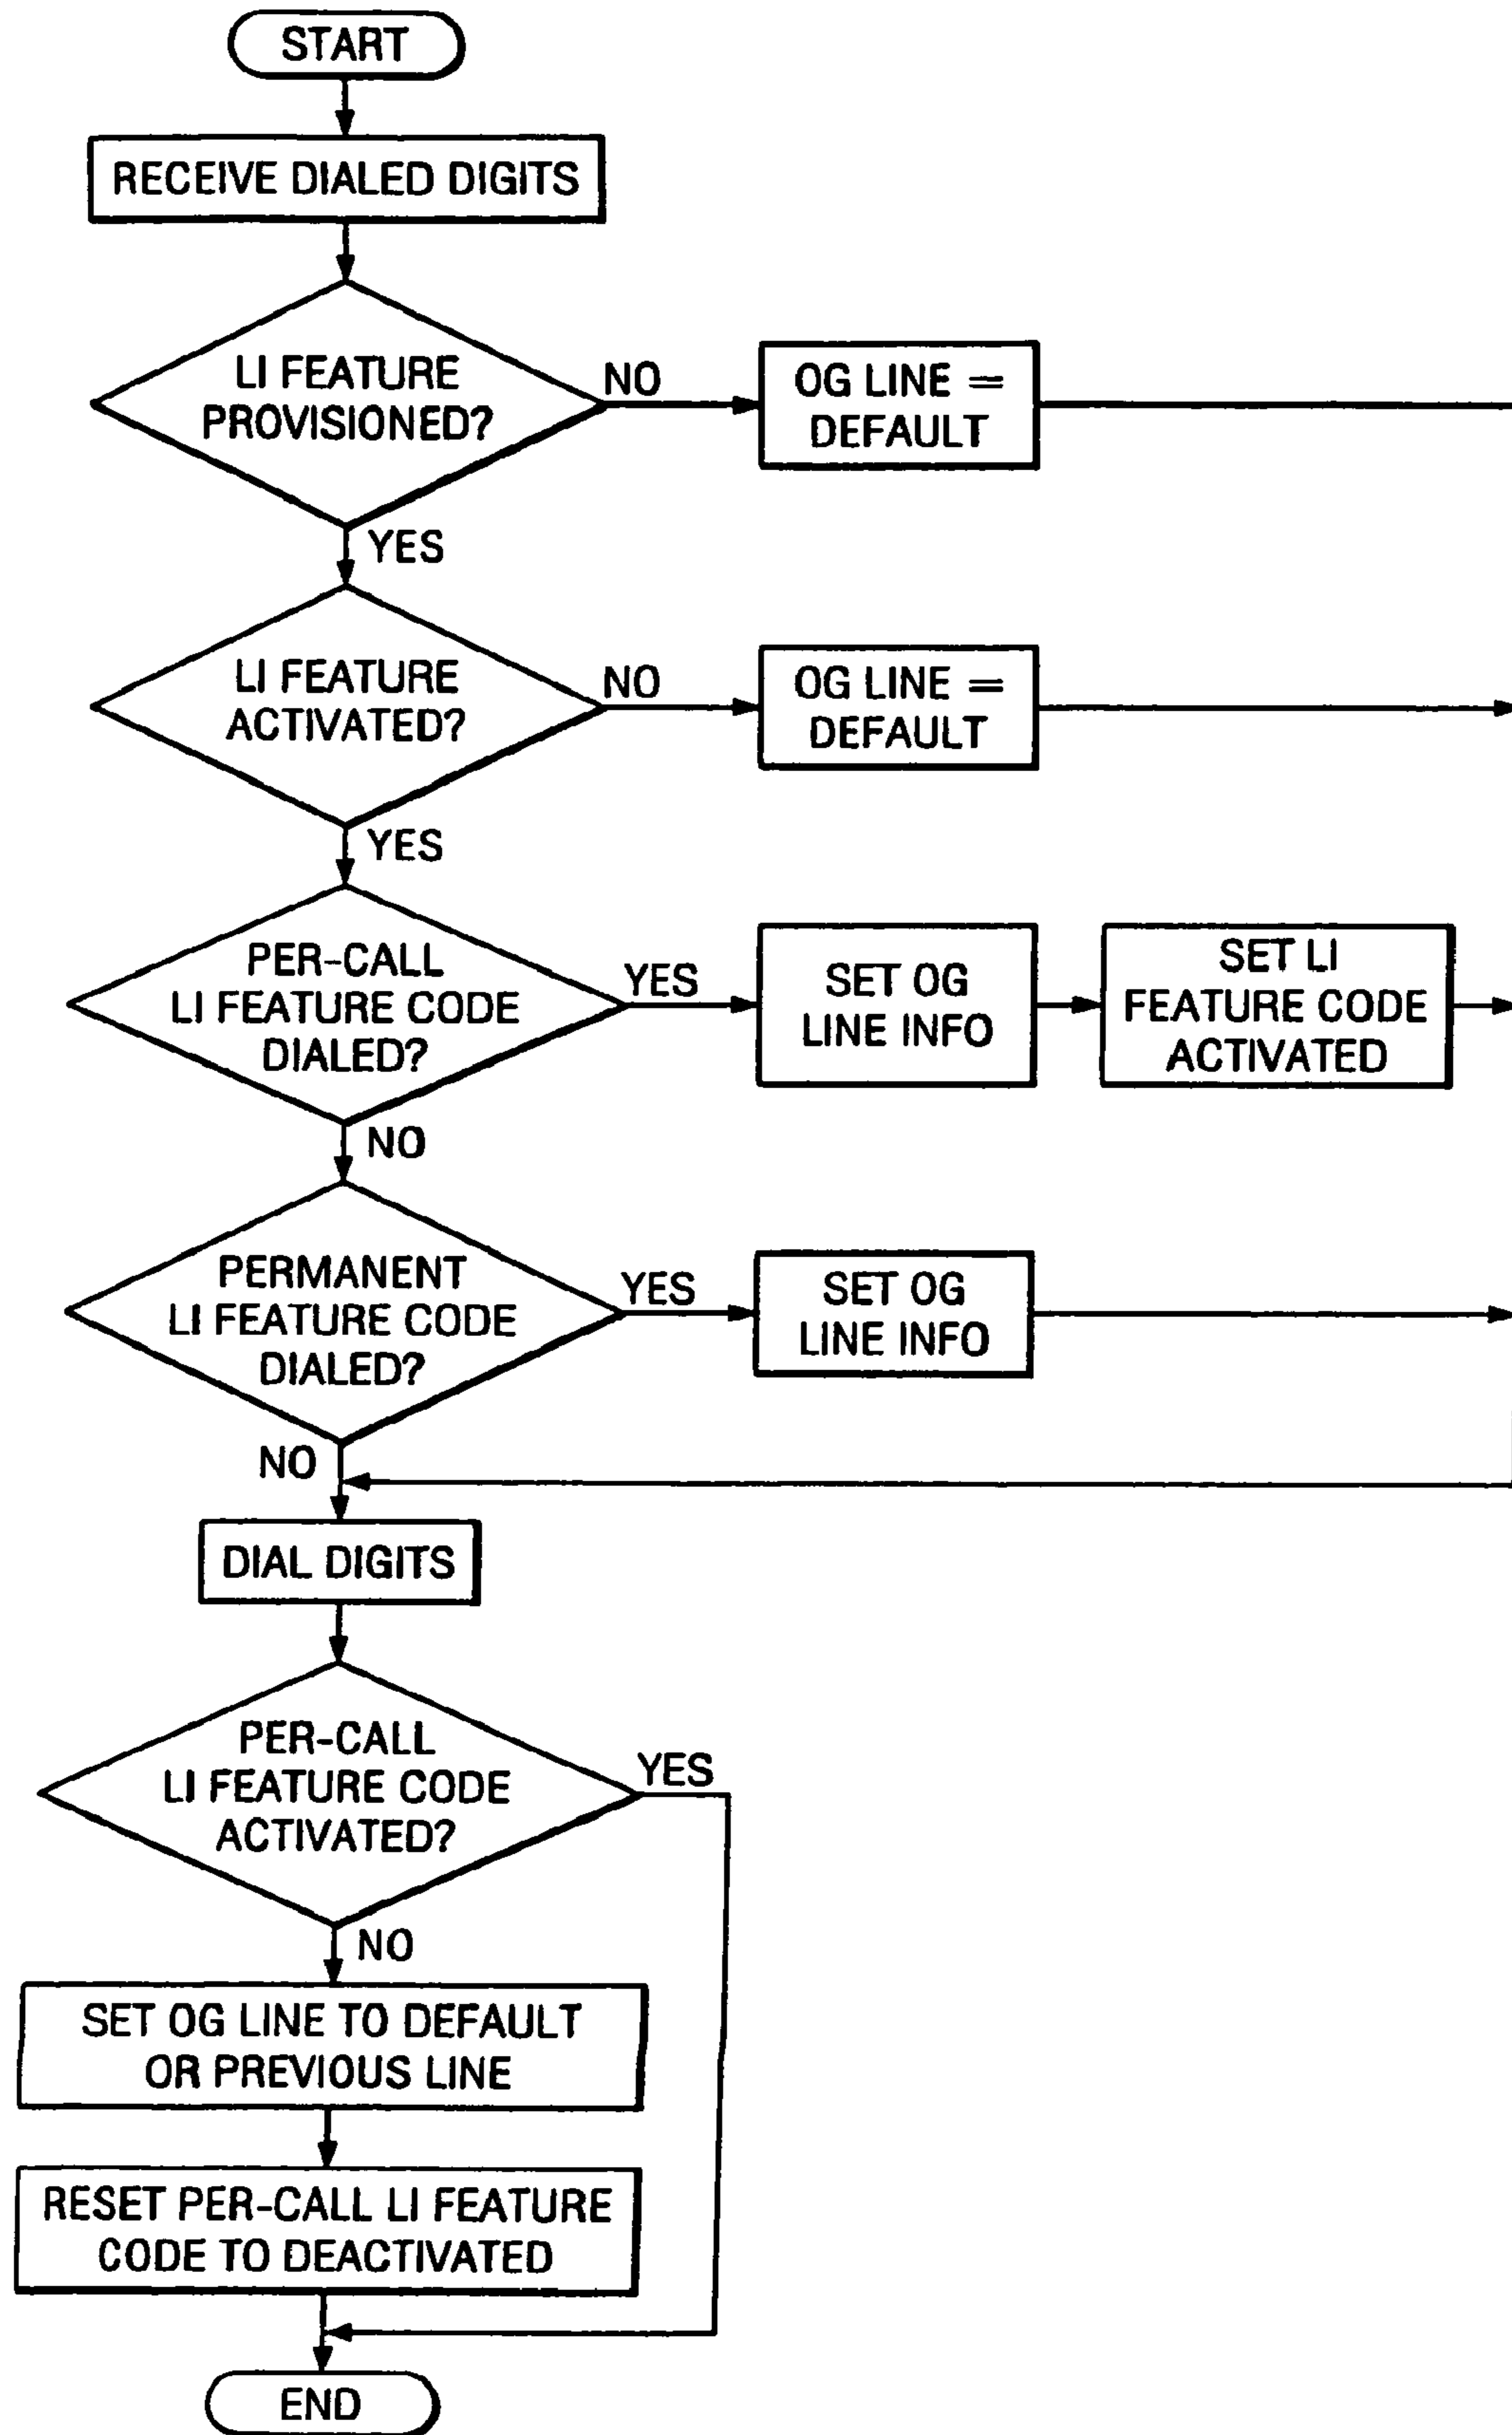 START
RECEIVE DIALED DIGITS
LI FEATURE
PROVISIONED?
NO
OG LINE =
DEFAULT
YES
LI FEATURE
ACTIVATED?
NO
OG LINE =
DEFAULT
YES
PER-CALL
LI FEATURE CODE
DIALED?
YES
SET OG
LINE INFO
SET LI
FEATURE CODE
ACTIVATED
NO
PERMANENT
LI FEATURE CODE
DIALED?
YES
SET OG
LINE INFO
NO
DIAL DIGITS
PER-CALL
LI FEATURE CODE
ACTIVATED?
YES
NO
SET OG LINE TO DEFAULT
OR PREVIOUS LINE
RESET PER-CALL LI FEATURE
CODE TO DEACTIVATED
END